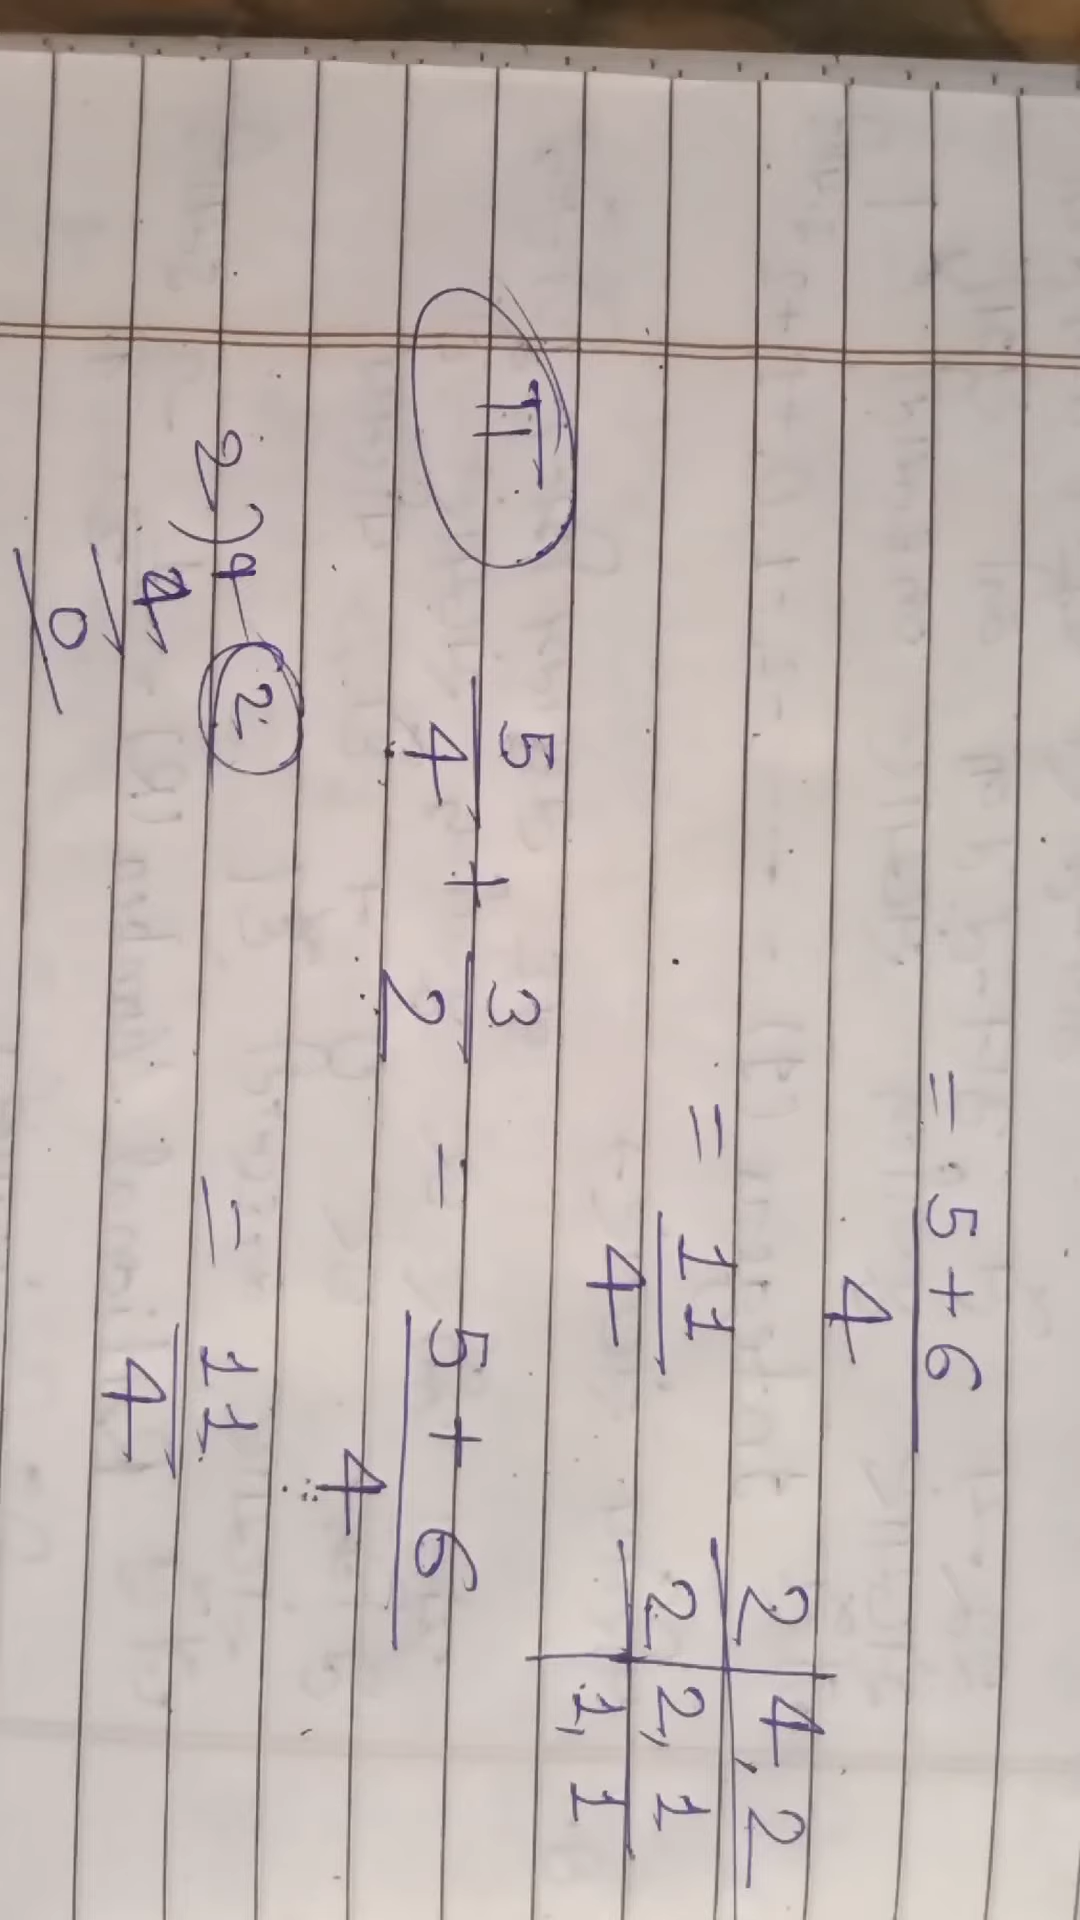 = 5+6
4
2 | 4, 2
= 11
4
2 | 2, 1
1, 1
II
5/4 + 3/2 = 5+6/4
2)4(2
4
0
= 11/4